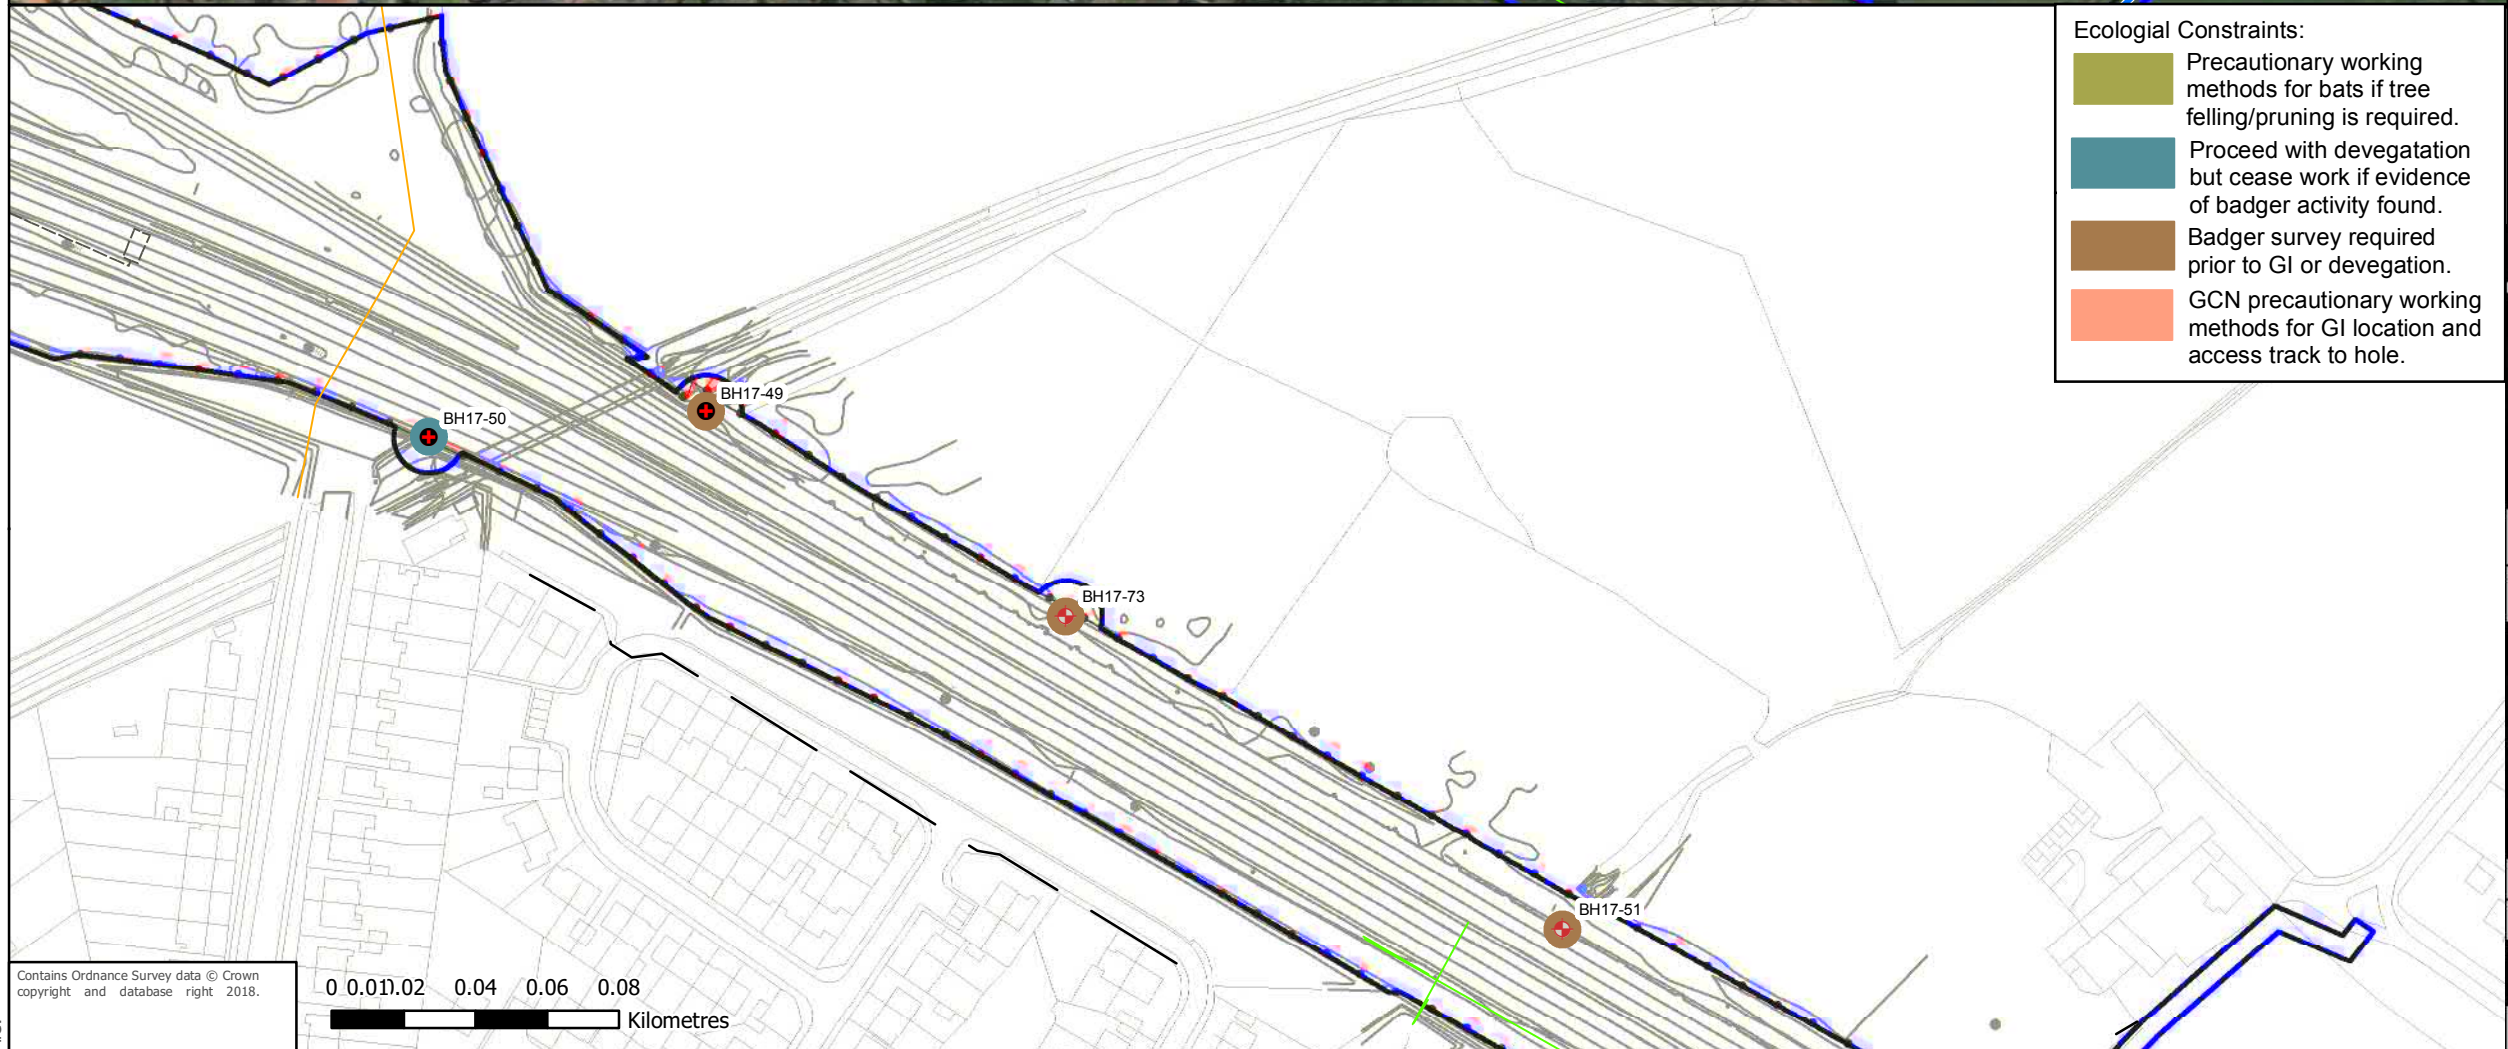 Ecologial Constraints:
Precautionary working
methods for bats if tree
felling/pruning is required.
Proceed with devegatation
but cease work if evidence
of badger activity found.
Badger survey required
prior to GI or devegation.
GCN precautionary working
methods for GI location and
access track to hole.
BH17-49
BH17-50
BH17-73
BH17-51
Contains Ordnance Survey data © Crown
copyright and database right 2018.
0 0.01 0.02 0.04 0.06 0.08
Kilometres